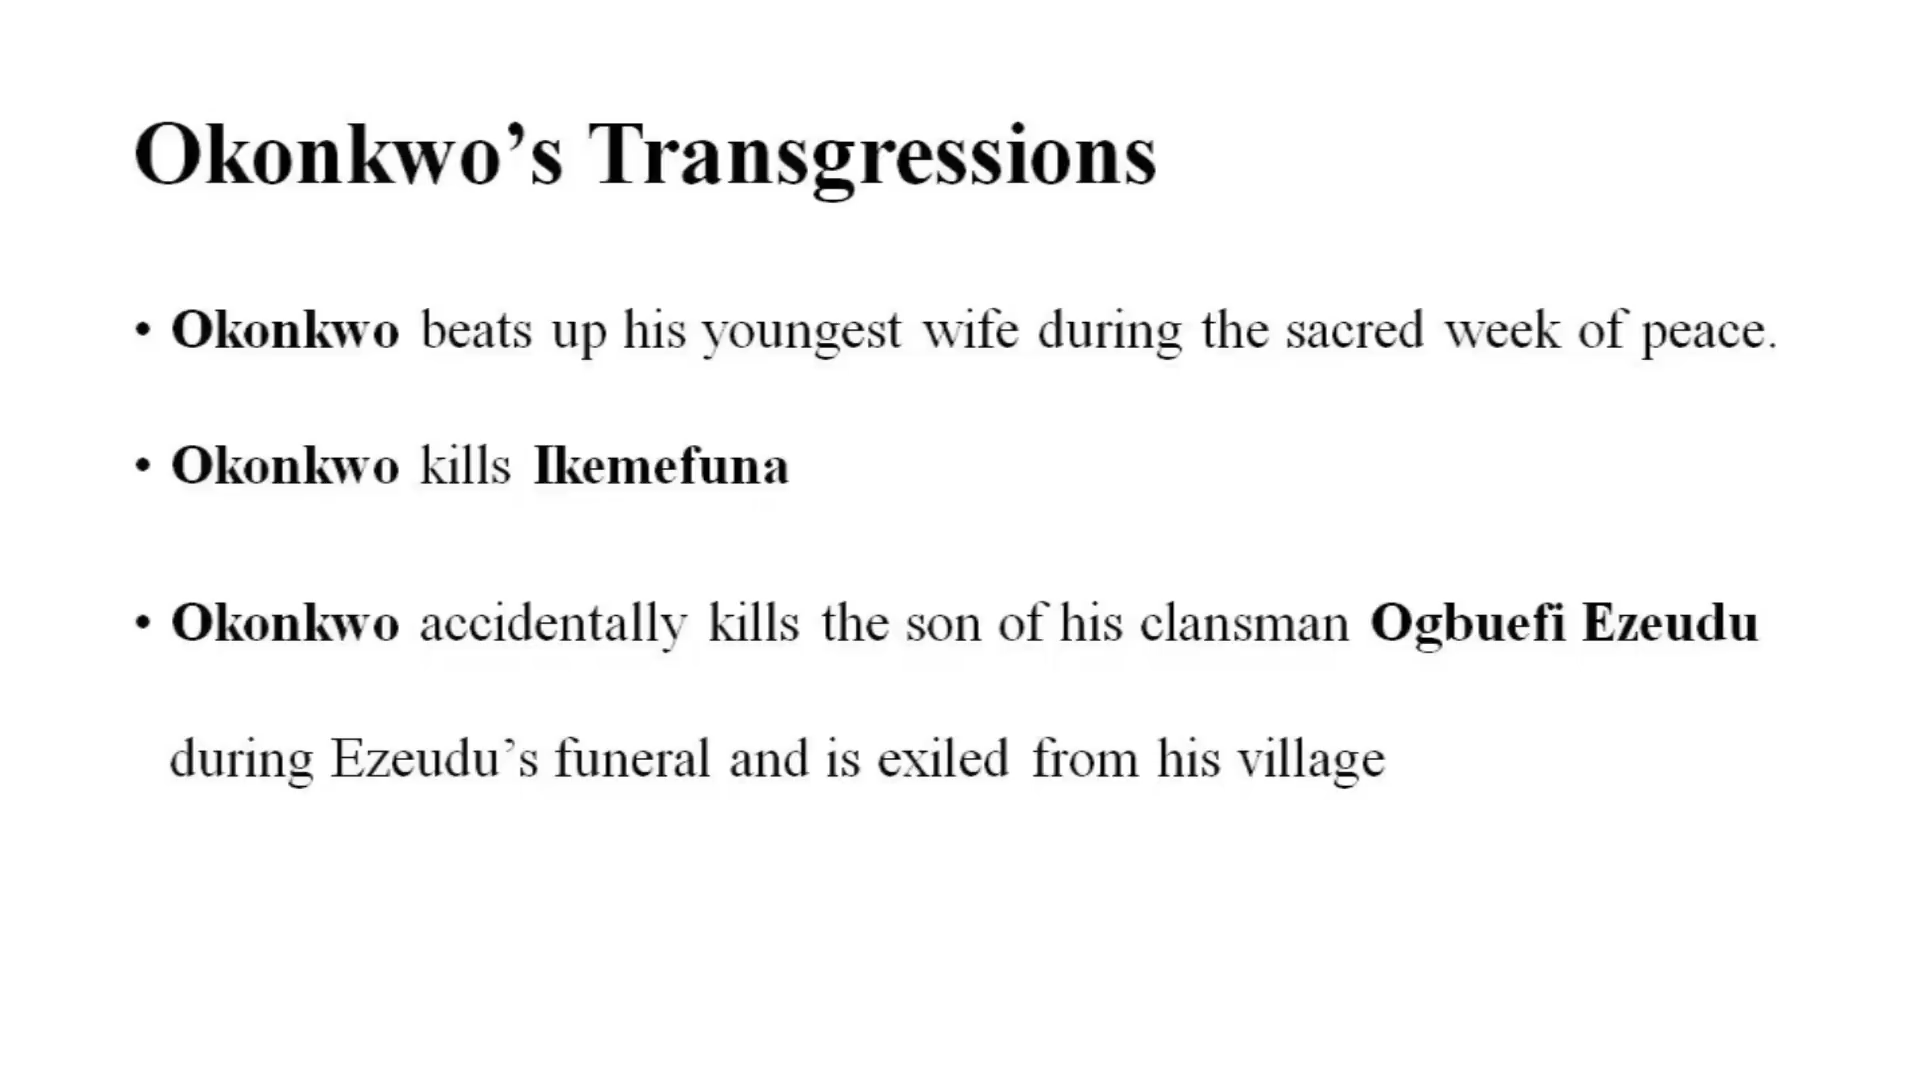 Okonkwo’s Transgressions
• Okonkwo beats up his youngest wife during the sacred week of peace.
• Okonkwo kills Ikemefuna
• Okonkwo accidentally kills the son of his clansman Ogbuefi Ezeudu
during Ezeudu’s funeral and is exiled from his village